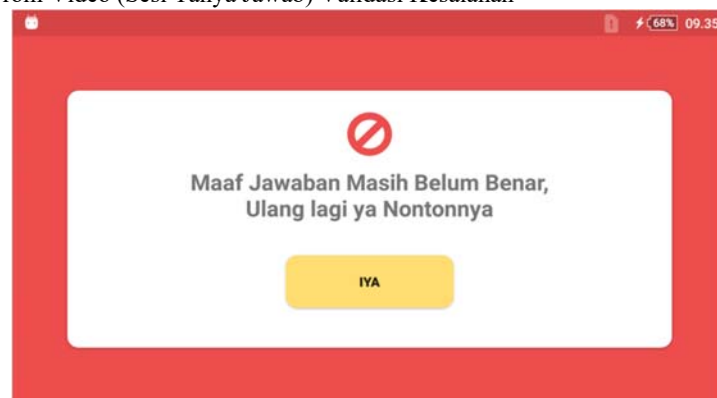 Video (Sesi Tanya Jawab) Validasi Kesalahan
68% 09.35
Maaf Jawaban Masih Belum Benar,
Ulang lagi ya Nontonnya
IYA